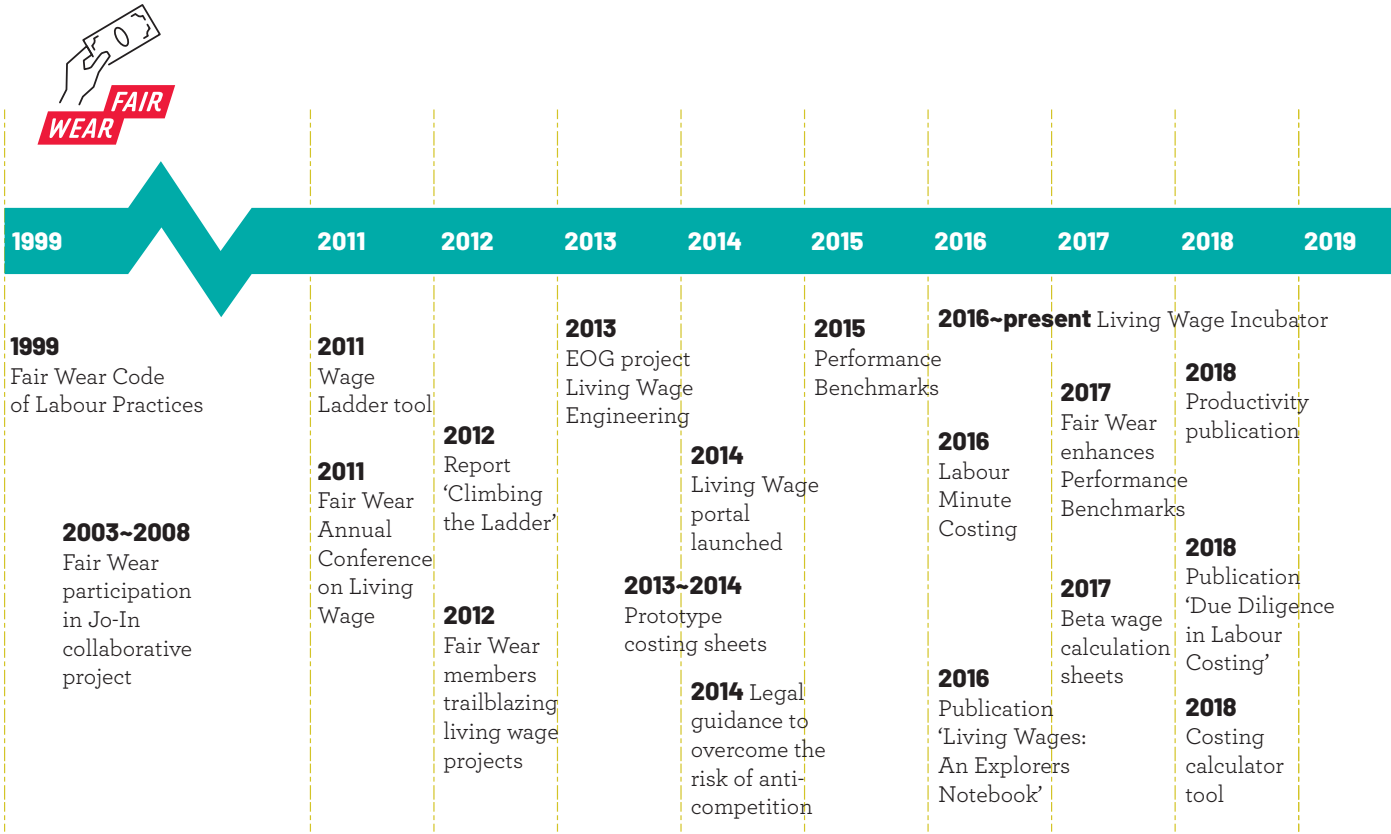 FAIR
WEAR
1999
2011
2012
2013
2014
2015
2016
2017
2018
2019
1999
Fair Wear Code
of Labour Practices
2003~2008
Fair Wear
participation
in Jo-In
collaborative
project
2011
Wage
Ladder tool
2011
Fair Wear
Annual
Conference
on Living
Wage
2012
Report
‘Climbing
the Ladder’
2012
Fair Wear
members
trailblazing
living wage
projects
2013
EOG project
Living Wage
Engineering
2014
Living Wage
portal
launched
2013~2014
Prototype
costing sheets
2014 Legal
guidance to
overcome the
risk of anti-
competition
2015
Performance
Benchmarks
2016~present Living Wage Incubator
2016
Labour
Minute
Costing
2016
Publication
‘Living Wages:
An Explorers
Notebook’
2017
Fair Wear
enhances
Performance
Benchmarks
2017
Beta wage
calculation
sheets
2018
Productivity
publication
2018
Publication
‘Due Diligence
in Labour
Costing’
2018
Costing
calculator
tool